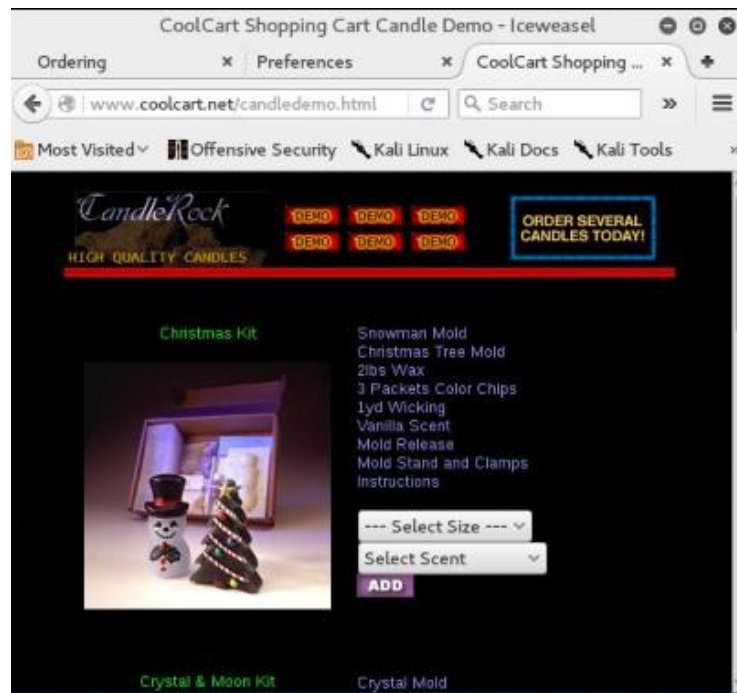 CoolCart Shopping Cart Candle Demo - Iceweasel
Ordering × Preferences × CoolCart Shopping ... ×
www.coolcart.net/candledemo.html Search
Most Visited Offensive Security Kali Linux Kali Docs Kali Tools
CandleRock
HIGH QUALITY CANDLES
DEMO DEMO DEMO
DEMO DEMO DEMO
ORDER SEVERAL
CANDLES TODAY!
Christmas Kit
Snowman Mold
Christmas Tree Mold
2lbs Wax
3 Packets Color Chips
1yd Wicking
Vanilla Scent
Mold Release
Mold Stand and Clamps
Instructions
--- Select Size ---
Select Scent
ADD
Crystal & Moon Kit
Crystal Mold